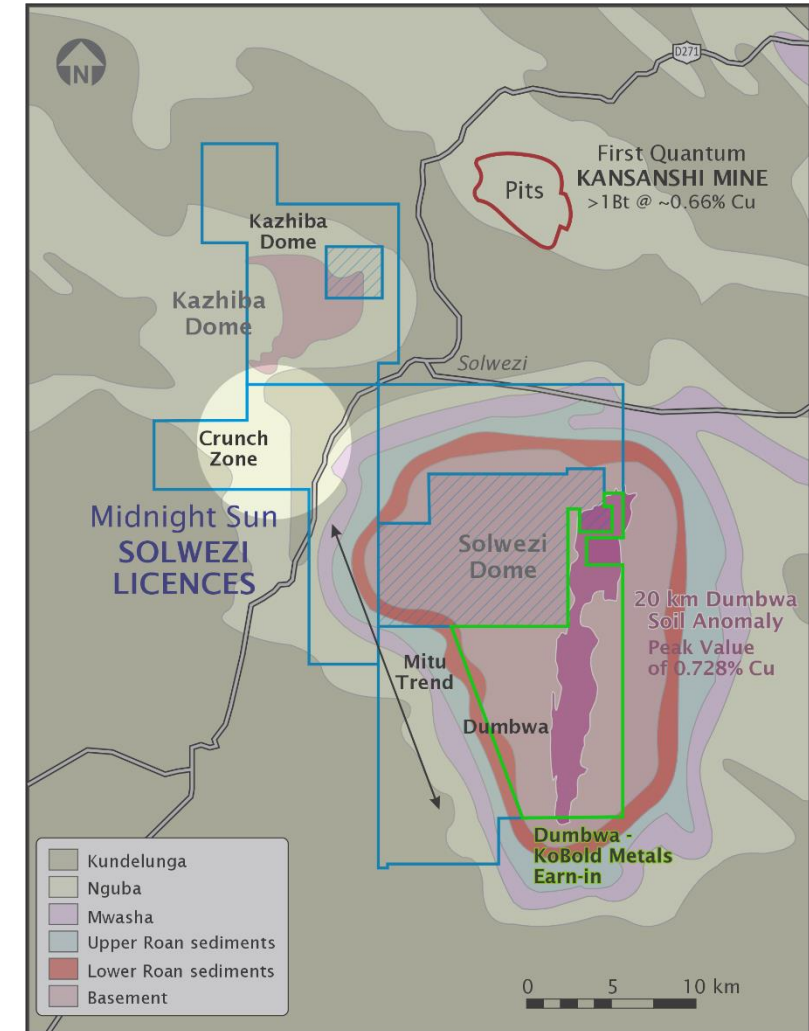 N
D271
First Quantum
KANSANSHI MINE
>1Bt @ ~0.66% Cu
Pits
Kazhiba
Dome
Kazhiba
Dome
Solwezi
Crunch
Zone
Midnight Sun
SOLWEZI
LICENCES
Solwezi
Dome
20 km Dumbwa
Soil Anomaly
Peak Value
of 0.728% Cu
Mitu
Trend
Dumbwa
Dumbwa -
KoBold Metals
Earn-in
Kundelunga
Nguba
Mwasha
Upper Roan sediments
Lower Roan sediments
Basement
0 5 10 km